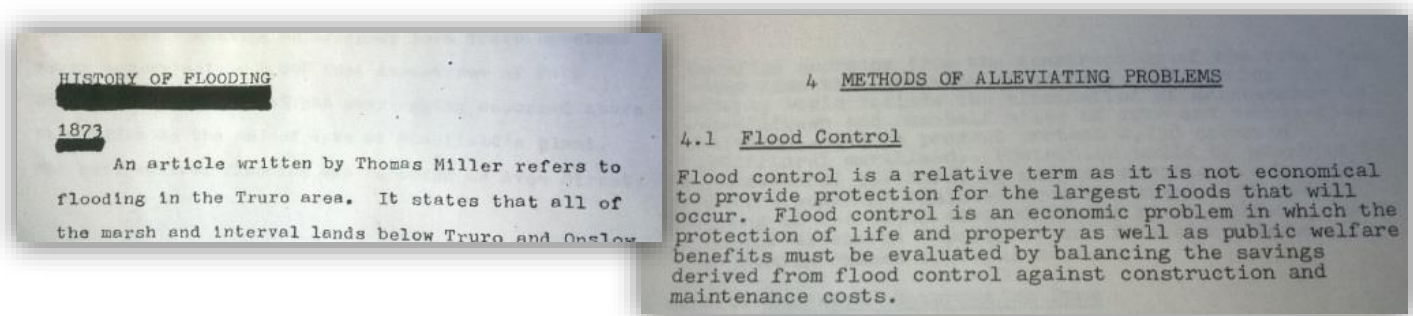 HISTORY OF FLOODING
1873
An article written by Thomas Miller refers to
flooding in the Truro area. It states that all of
the marsh and interval lands below Truro and Onslow
4 METHODS OF ALLEVIATING PROBLEMS
4.1 Flood Control
Flood control is a relative term as it is not economical
to provide protection for the largest floods that will
occur. Flood control is an economic problem in which the
protection of life and property as well as public welfare
benefits must be evaluated by balancing the savings
derived from flood control against construction and
maintenance costs.